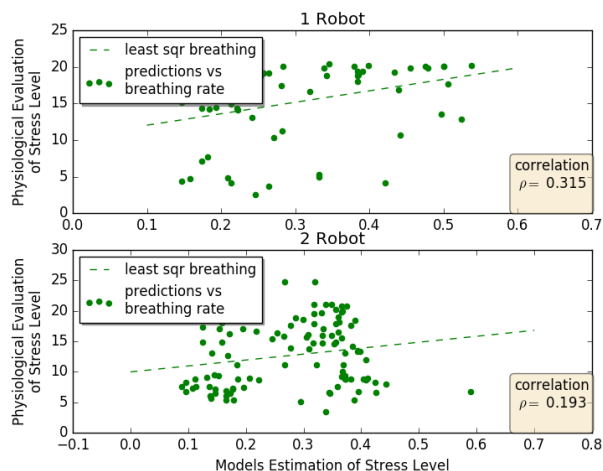 1 Robot
25
20
15
10
5
0
Physiological Evaluation
of Stress Level
least sqr breathing
predictions vs
breathing rate
correlation
ρ = 0.315
0.0 0.1 0.2 0.3 0.4 0.5 0.6 0.7
2 Robot
30
25
20
15
10
5
0
Physiological Evaluation
of Stress Level
least sqr breathing
predictions vs
breathing rate
correlation
ρ = 0.193
−0.1 0.0 0.1 0.2 0.3 0.4 0.5 0.6 0.7 0.8
Models Estimation of Stress Level